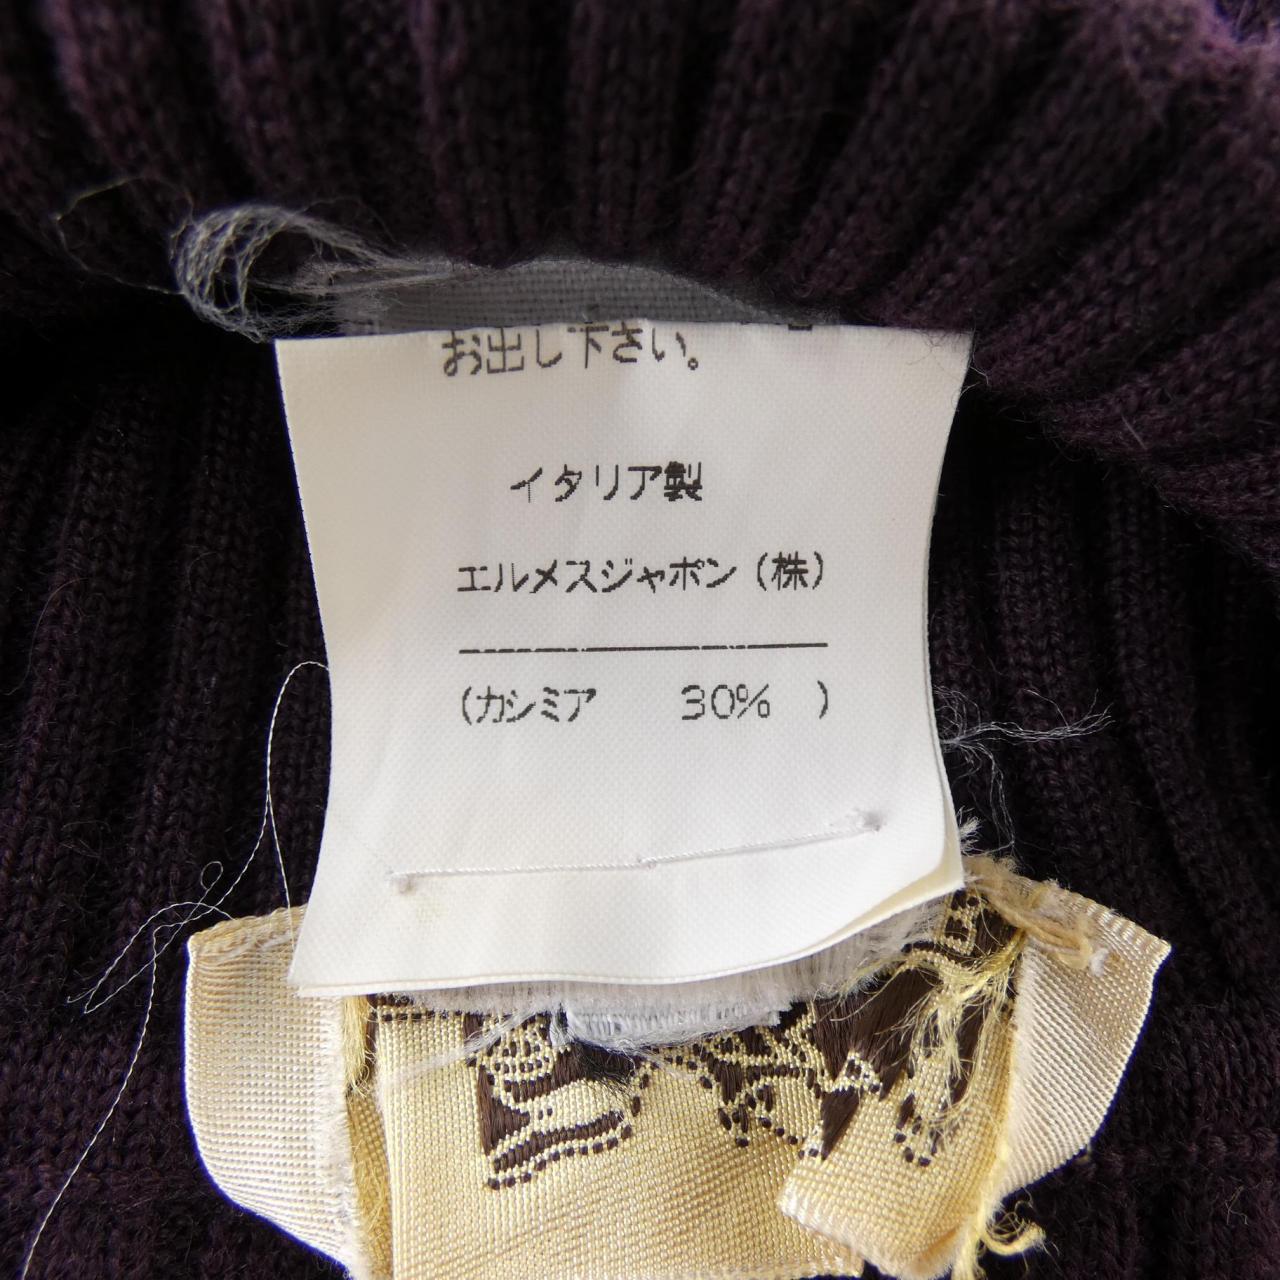 お出し下さい。
イタリア製
エルメスジャポン（株）
（カシミア 30% ）